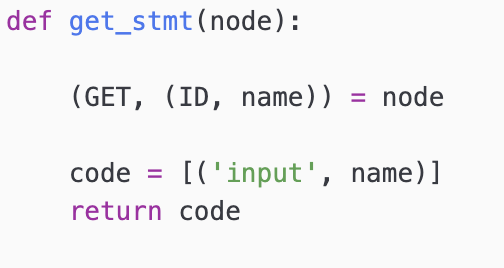 def get_stmt(node):
    (GET, (ID, name)) = node
    code = [('input', name)]
    return code